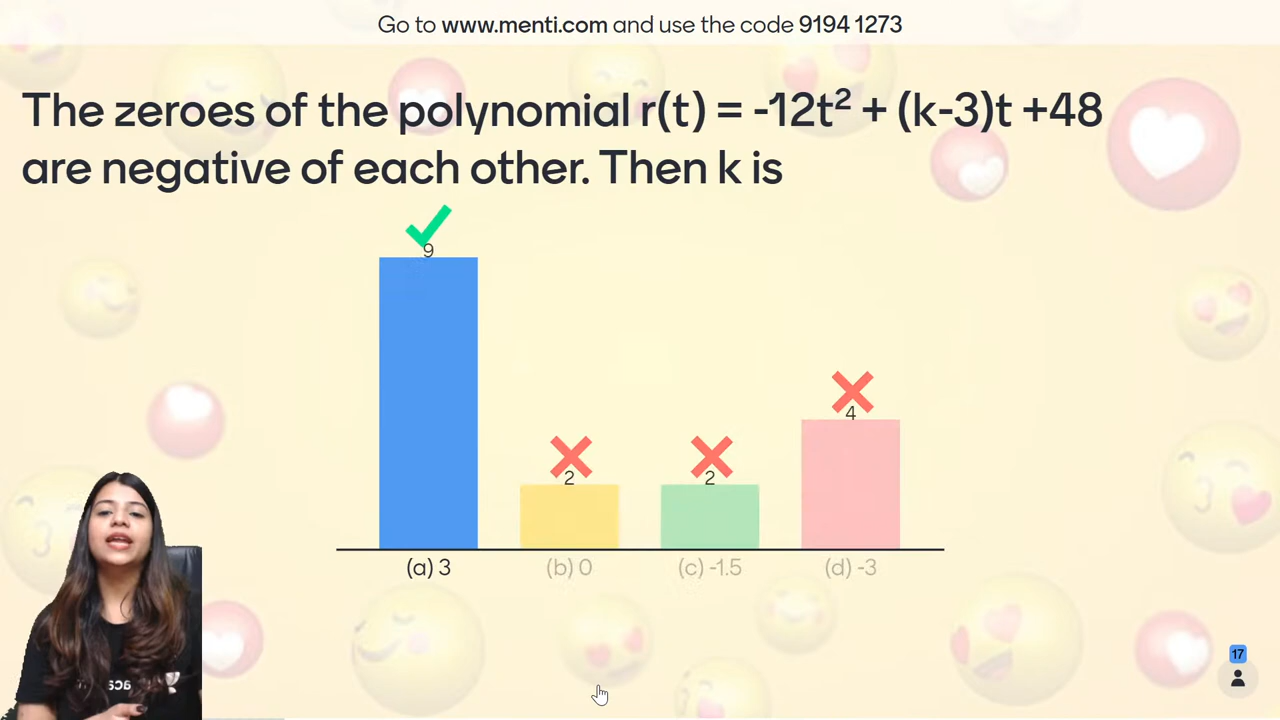 Go to www.menti.com and use the code 9194 1273
The zeroes of the polynomial r(t) = -12t² + (k-3)t +48
are negative of each other. Then k is
9
2
2
4
(a) 3
(b) 0
(c) -1.5
(d) -3
17